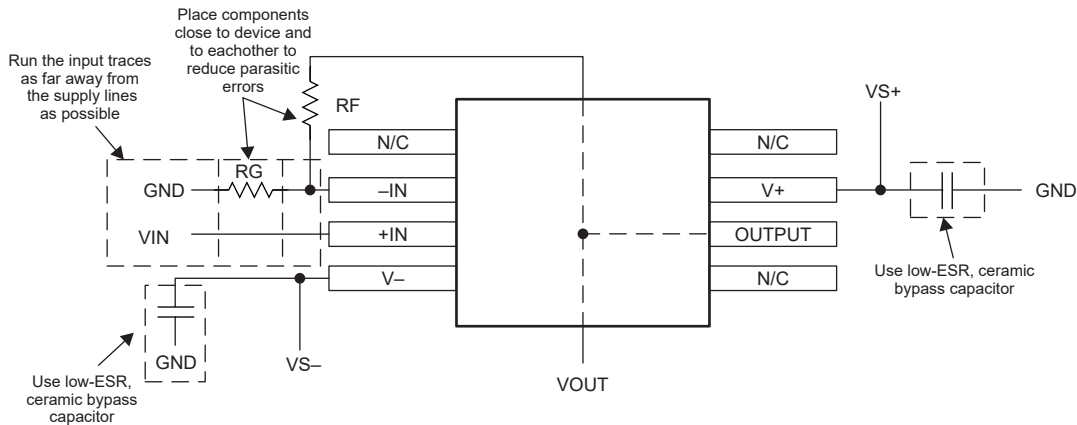 Place components
close to device and
to eachother to
reduce parasitic
errors
Run the input traces
as far away from
the supply lines
as possible
RF
VS+
N/C
N/C
RG
GND
–IN
V+
GND
VIN
+IN
OUTPUT
V–
N/C
Use low-ESR, ceramic
bypass capacitor
GND
VS–
VOUT
Use low-ESR,
ceramic bypass
capacitor